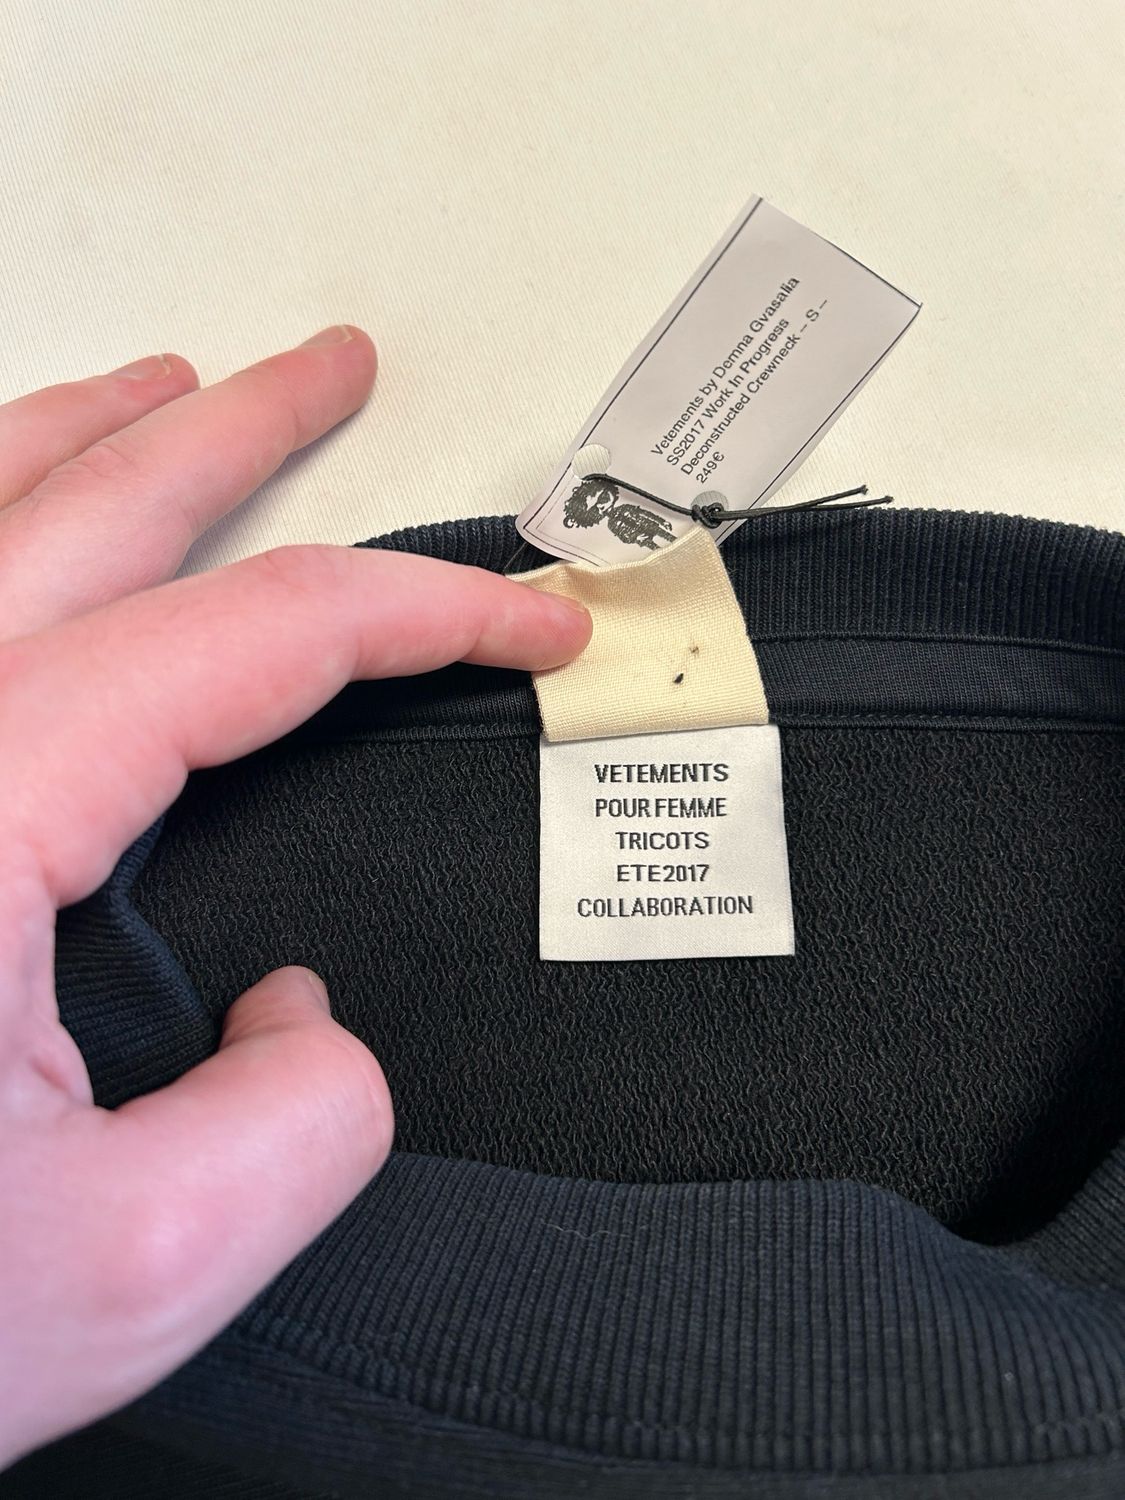 Vetements by Demna Gvasalia
SS2017 Work In Progress
Deconstructed Crewneck – S –
249€
VETEMENTS
POUR FEMME
TRICOTS
ETE2017
COLLABORATION